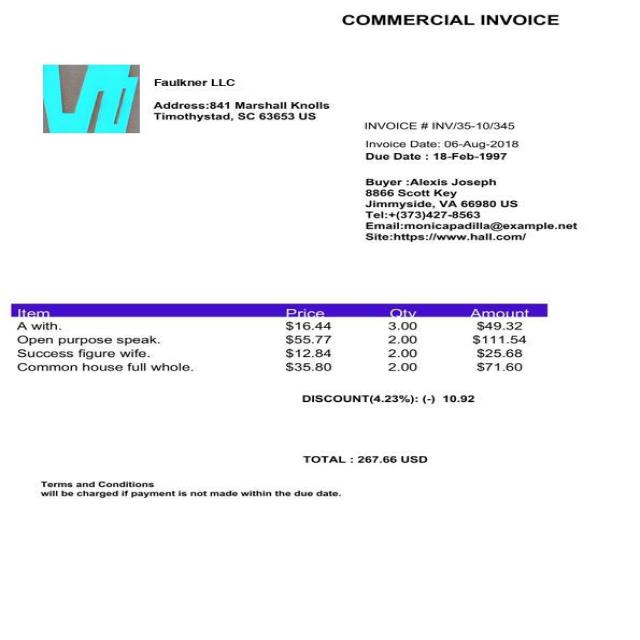 COMMERCIAL INVOICE
Faulkner LLC
Address:841 Marshall Knolls
Timothystad, SC 63653 US
INVOICE # INV/35-10/345
Invoice Date: 06-Aug-2018
Due Date : 18-Feb-1997
Buyer :Alexis Joseph
8866 Scott Key
Jimmyside, VA 66980 US
Tel:+(373)427-8563
Email:monicapadilla@example.net
Site:https://www.hall.com/
Item Price Qty Amount
A with. $16.44 3.00 $49.32
Open purpose speak. $55.77 2.00 $111.54
Success figure wife. $12.84 2.00 $25.68
Common house full whole. $35.80 2.00 $71.60
DISCOUNT(4.23%): (-) 10.92
TOTAL : 267.66 USD
Terms and Conditions
will be charged if payment is not made within the due date.